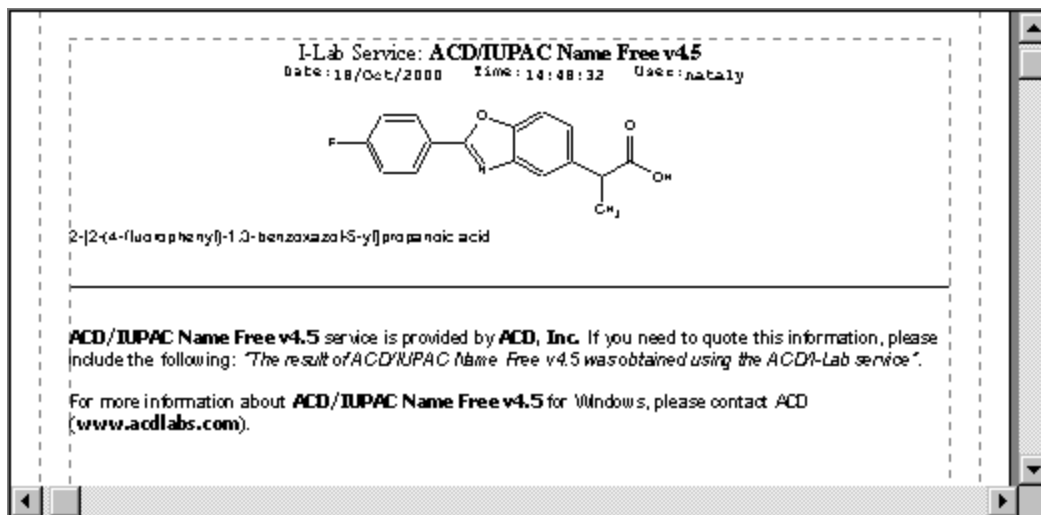 I-Lab Service: ACD/IUPAC Name Free v4.5
Date:18/Oct/2000 Time:14:48:32 User:nataly
O
O
F
N
OH
CH3
2-[2-(4-fluorophenyl)-1,3-benzoxazol-5-yl]propanoic acid
ACD/IUPAC Name Free v4.5 service is provided by ACD, Inc. If you need to quote this information, please
include the following: "The result of ACD/IUPAC Name Free v4.5 was obtained using the ACD/I-Lab service".
For more information about ACD/IUPAC Name Free v4.5 for Windows, please contact ACD
(www.acdlabs.com).